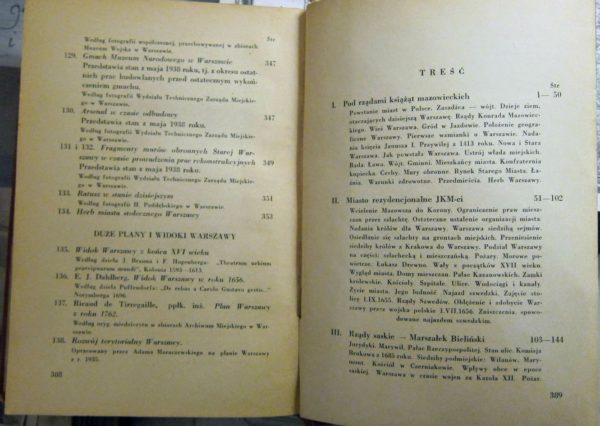 Str
Według fotografii współczesnej, przechowywanej w zbiorach
Muzeum Wojska w Warszawie.
129. Gmach Muzeum Narodowego w Warszawie 347
Przedstawia stan z maja 1938 roku, tj. z okresu ostat-
nich prac budowlanych przed ostatecznym wykoń-
czeniem gmachu.
Według fotografii Wydziału Technicznego Zarządu Miejskie-
go w Warszawie.
130. Arsenał w czasie odbudowy 347
Przedstawia stan z maja 1938 roku.
Według fotografii Wydziału Technicznego Zarządu Miejskie-
go w Warszawie.
131 i 132. Fragmenty murów obronnych Starej War-
szawy w czasie prowadzenia prac rekonstrukcyjnych 349
Przedstawia stan z maja 1938 roku.
Według fotografii Wydziału Technicznego Zarządu Miejskie-
go w Warszawie.
133. Ratusz w stanie dzisiejszym 351
Według fotografii H. Poddębskiego w Warszawie.
134. Herb miasta stołecznego Warszawy 353
DUŻE PLANY I WIDOKI WARSZAWY
135. Widok Warszawy z końca XVI wieku
Według dzieła J. Brauna i F. Hogenberga: "Theatrum urbium
praecipuarum mundi", Kolonia 1593—1613.
136. E. J. Dahlberg, Widok Warszawy w roku 1656.
Według dzieła Puffendorfa: "De rebus a Carolo Gustavo gestis..."
Norymberga 1696.
137. Ricaud de Tirregaille, ppłk. inż. Plan Warszawy
z roku 1762.
Według oryg. miedziorytu w zbiorach Archiwum Miejskiego w War-
szawie.
138. Rozwój terytorialny Warszawy.
Opracowany przez Adama Moraczewskiego na planie Warszawy
z r. 1935.
388
TREŚĆ
Str
I. Pod rządami książąt mazowieckich 1— 50
Powstanie miast w Polsce. Zasadźca — wójt. Dzieje ziem,
otaczających dzisiejszą Warszawę. Rządy Konrada Mazowiec-
kiego. Wieś Warszawa. Gród w Jazdowie. Położenie geogra-
ficzne Warszawy. Pierwsze wzmianki o Warszawie. Nada-
nia księcia Janusza I. Przywilej z 1413 roku. Nowa i Stara
Warszawa. Jak powstała Warszawa. Ustrój władz miejskich.
Rada. Ława. Wójt. Gminni. Mieszkańcy miasta. Konfraternia
kupiecka. Cechy. Mury obronne. Rynek Starego Miasta. Ła-
źnia. Warunki zdrowotne. Przedmieścia. Herb Warszawy.
II. Miasto rezydencjonalne JKM-ci 51—102
Wcielenie Mazowsza do Korony. Ograniczenie praw miesz-
czan przez szlachtę. Ostateczne ustalenie organizacji miasta
Nadania królów dla Warszawy. Warszawa siedzibą sejmów.
Osiedlanie się szlachty na gruntach miejskich. Przeniesienie
siedziby królów z Krakowa do Warszawy. Podział Warszawy
na części: szlachecką i mieszczańską. Pożary. Morowe po-
wietrze. Łukasz Drewno. Wały z początków XVII wieku
Wygląd miasta. Domy mieszczan. Pałac Kazanowskich. Zamki
królewskie. Kościoły. Szpitale. Ulice. Wodociągi i kanały.
Życie miasta. Jego ludność Najazd szwedzki. Zajęcie stoli-
cy 1.IX.1655. Rządy Szwedów. Oblężenie i zdobycie War-
szawy przez wojska polskie 1.VII.1656. Zniszczenia, spowo-
dowane najazdem szwedzkim.
III. Rządy saskie — Marszałek Bieliński 103—144
Jurydyki. Marywil. Pałac Rzeczypospolitej. Stan ulic. Komisja
Brukowa z 1685 roku. Siedziby podmiejskie: Wilanów, Mary-
mont. Kościół w Czerniakowie. Wpływy obce w epoce
saskiej. Warszawa w czasie wojen za Karola XII. Pożar.
389